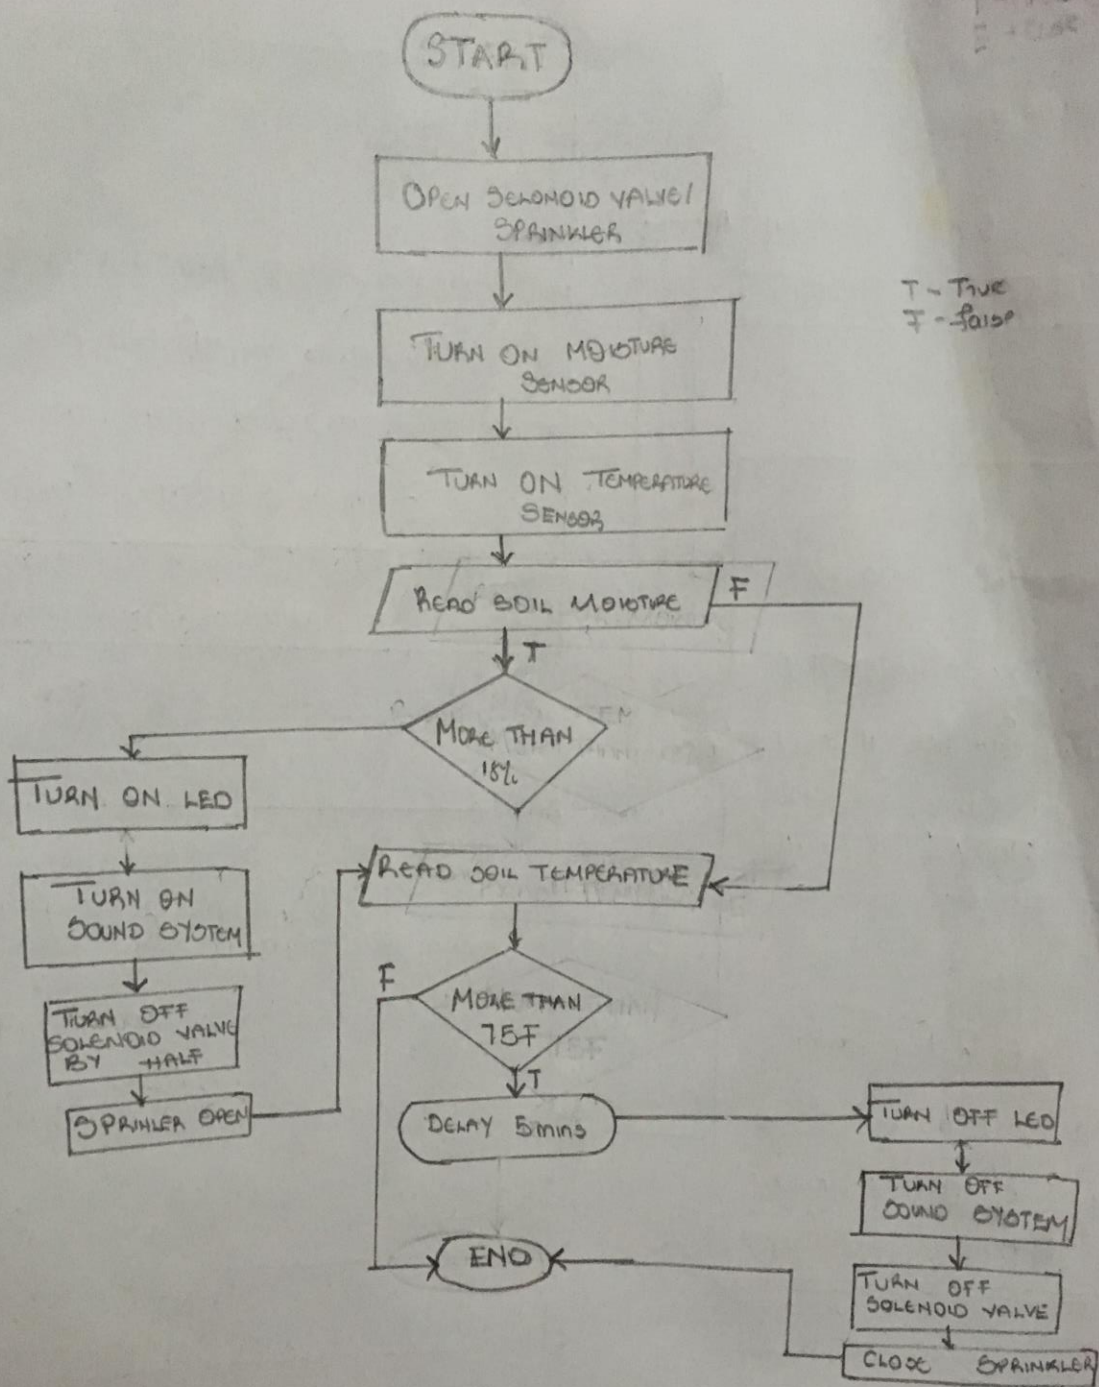 START
OPEN SELONOID VALVE/
SPRINKLER
T - True
F - false
TURN ON MOISTURE
SENSOR
TURN ON TEMPERATURE
SENSOR
READ SOIL MOISTURE
F
T
MORE THAN
15%
TURN ON LED
READ SOIL TEMPERATURE
TURN ON
SOUND SYSTEM
F
MORE THAN
75F
T
TURN OFF
SOLENOID VALVE
BY HALF
SPRINLER OPEN
DELAY 5mins
TURN OFF LED
TURN OFF
SOUND SYSTEM
END
TURN OFF
SOLENOID VALVE
CLOSE SPRINKLER